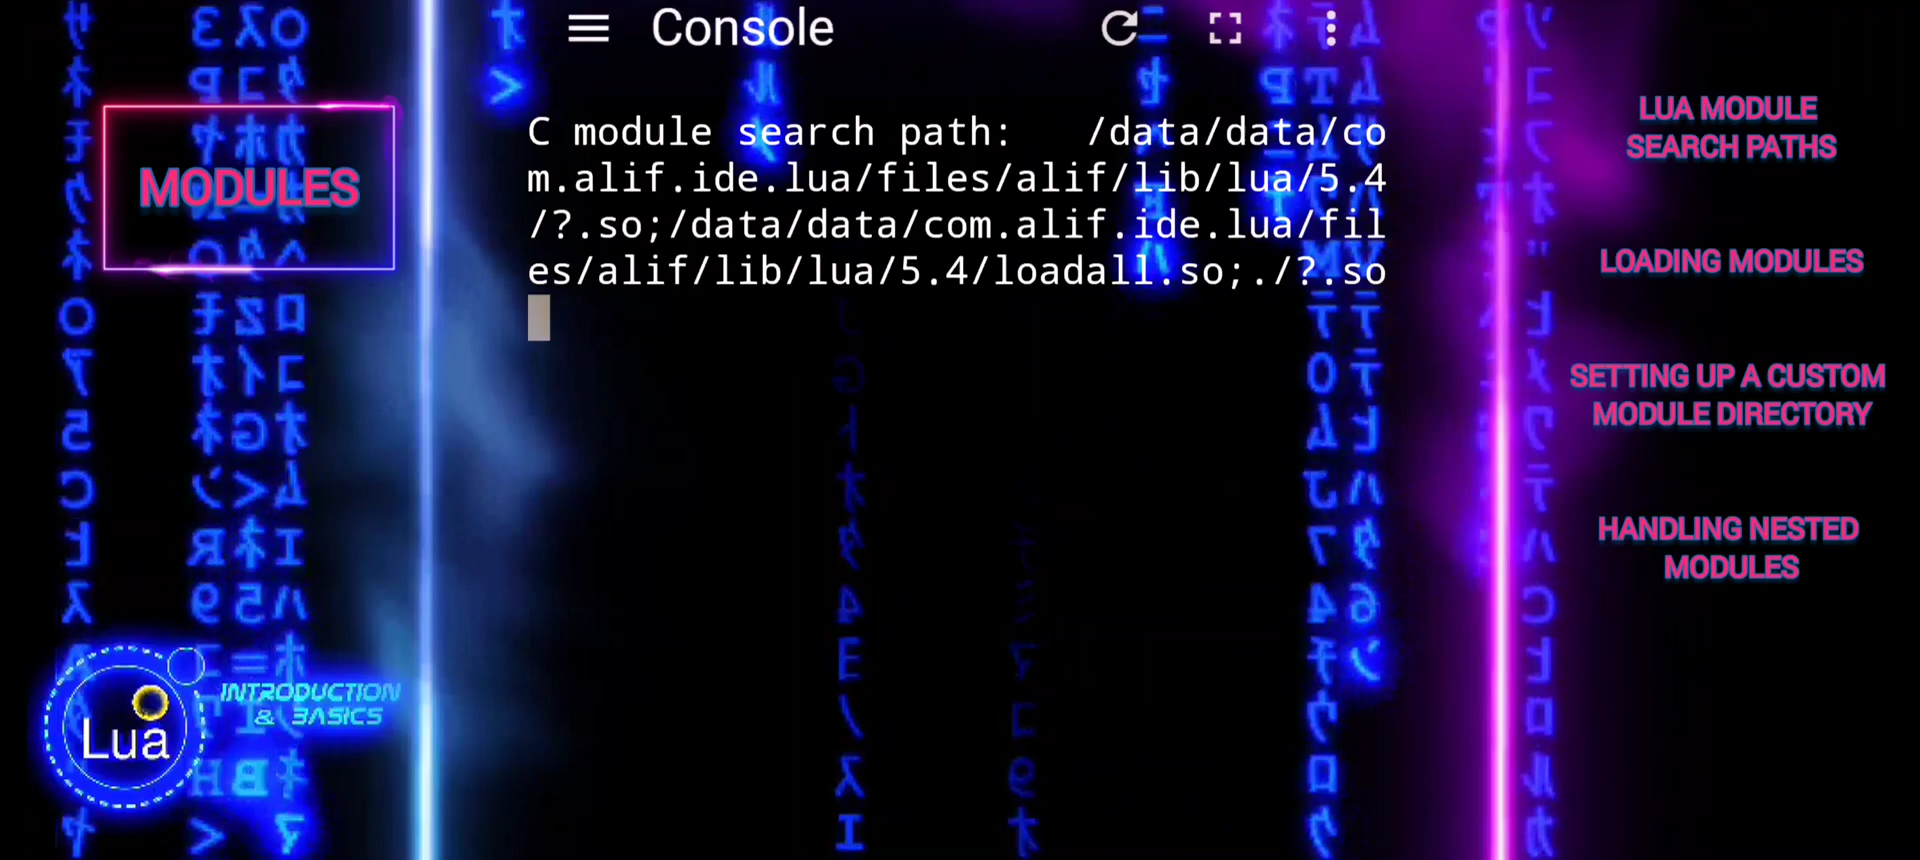 Console
MODULES
C module search path:   /data/data/co
m.alif.ide.lua/files/alif/lib/lua/5.4
/?.so;/data/data/com.alif.ide.lua/fil
es/alif/lib/lua/5.4/loadall.so;./?.so
LUA MODULE
SEARCH PATHS
LOADING MODULES
SETTING UP A CUSTOM
MODULE DIRECTORY
HANDLING NESTED
MODULES
Lua
INTRODUCTION
& BASICS